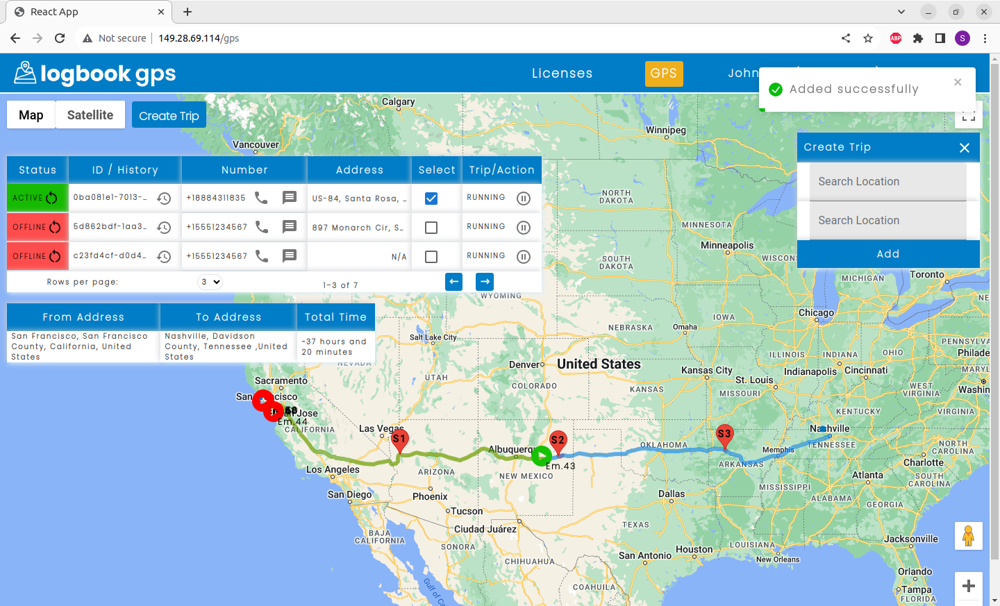 React App
Not secure
149.28.69.114/gps
ABP
S
logbook gps
Licenses
GPS
John
Added successfully
Map
Satellite
Create Trip
Create Trip
Search Location
Search Location
Add
Status
ID / History
Number
Address
Select
Trip/Action
ACTIVE
0ba081e1-7013-...
+18884311835
US-84, Santa Rosa, ...
RUNNING
OFFLINE
5d862bdf-1aa3...
+15551234567
897 Monarch Cir, S...
RUNNING
OFFLINE
c23fd4cf-d0d4...
+15551234567
N/A
RUNNING
Rows per page:
3
1-3 of 7
From Address
To Address
Total Time
San Francisco, San Francisco
County, California, United
States
Nashville, Davidson
County, Tennessee ,United
States
~37 hours and
20 minutes
Calgary
Vancouver
Winnipeg
NORTH
DAKOTA
MINNESOTA
Minneapolis
SOUTH
DAKOTA
WISCON
MICHIGAN
Toronto
WYOMING
Chicago
IOWA
NEBRASKA
Omaha
Salt Lake City
NEVADA
Denver
United States
UTAH
COLORADO
Kansas City
KANSAS
St. Louis
MISSOURI
ILLINOIS
INDIANA
OHIO
Indianapolis
Cincinnati
PENNSYLVA
Philade
MARYL
Washin
WEST
VIRGINIA
VIRGINIA
KENTUCKY
Sacramento
San
cisco
Jose
Em.44
CALIFORNIA
Las Vegas
S1
S2
S3
Albuquerqu
Em.43
NEW MEXICO
ARIZONA
OKLAHOMA
ARKANSAS
Memphis
Nashville
TENNESSEE
NORTH
CAROLINA
Charlotte
SOUTH
CAROLINA
Atlanta
MISSISSIPPI
ALABAMA
GEORGIA
Los Angeles
San Diego
Phoenix
Tucson
Ciudad Juárez
Dallas
TEXAS
BAJA
CALIFORNIA
SONORA
CHIHUAHUA
COAHUILA
San Antonio
Houston
LOUISIANA
New Orleans
Jacksonville
Orlando
Tampa
FLORIDA
Gulf of Ca